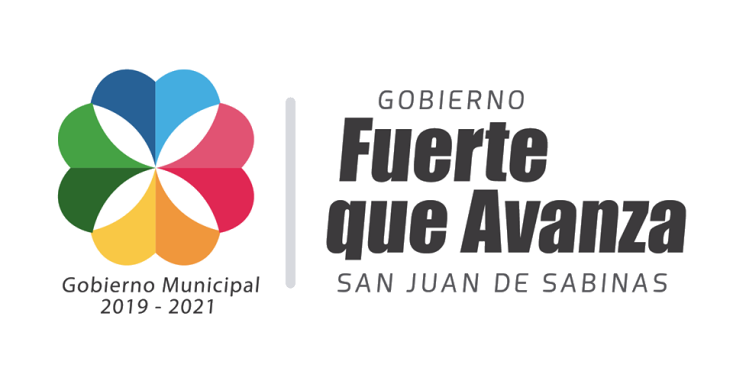 Gobierno Municipal
2019 - 2021
GOBIERNO
Fuerte
que Avanza
SAN JUAN DE SABINAS